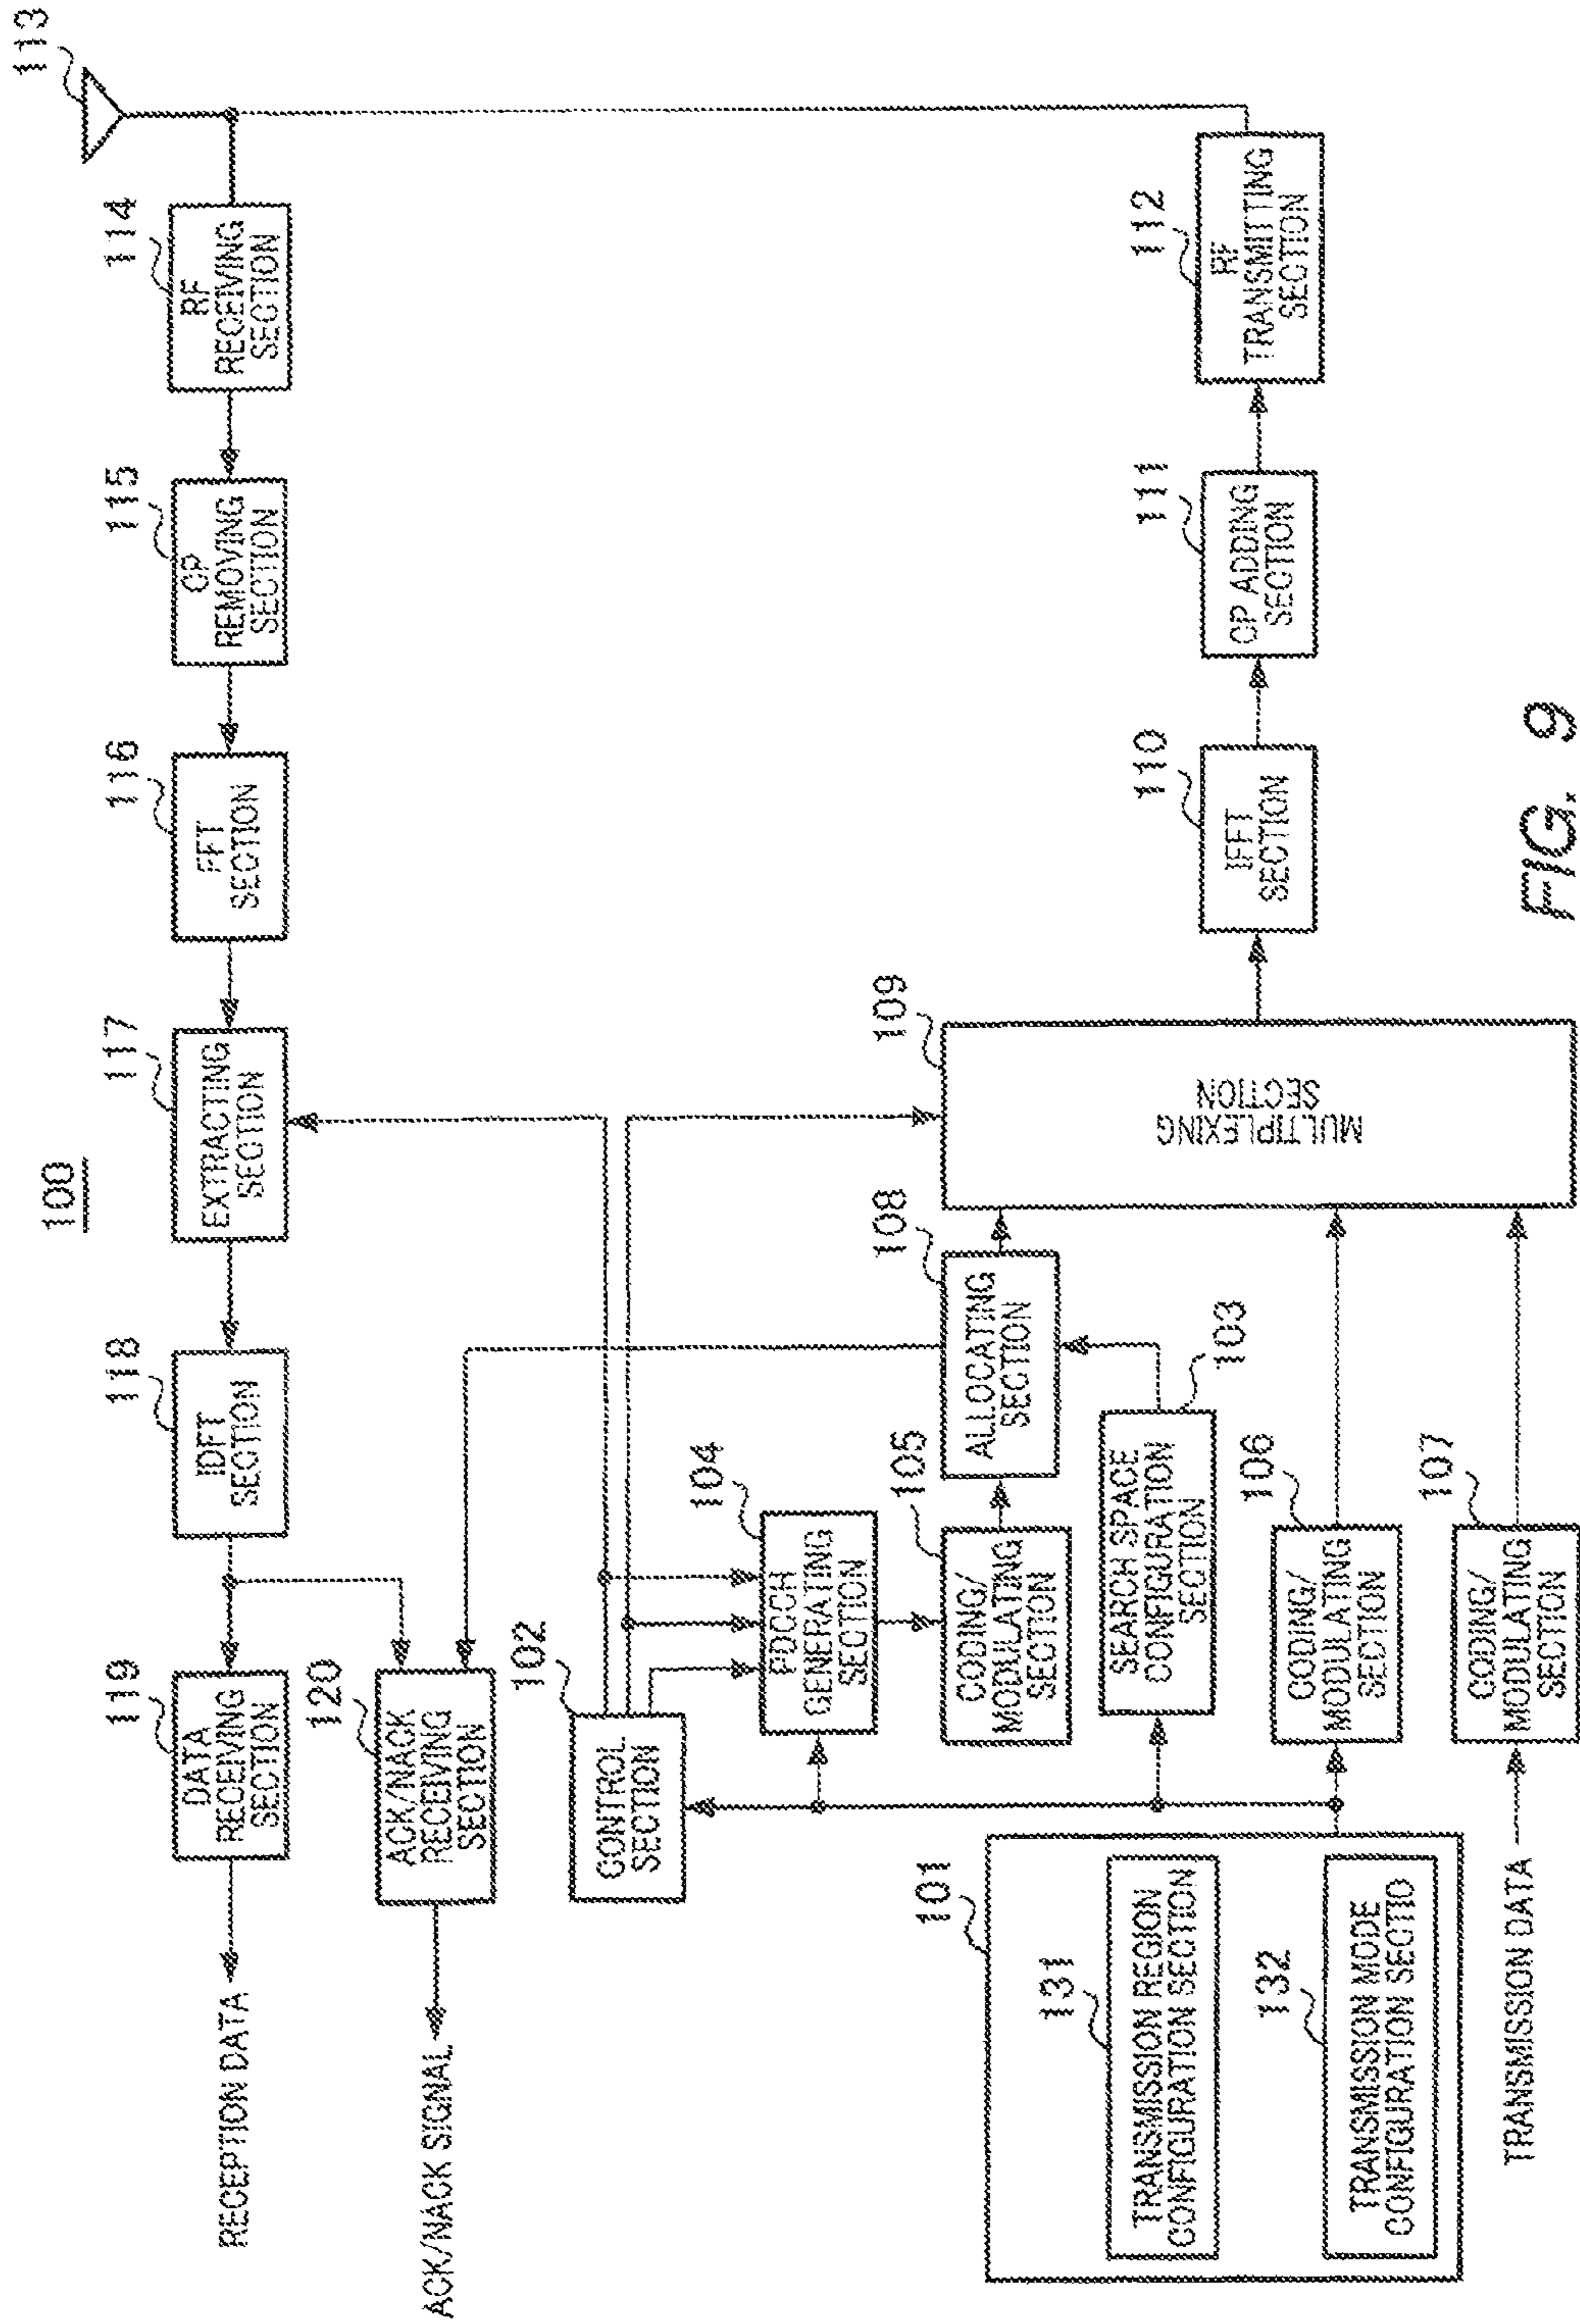 100
113
RECEPTION DATA
119
DATA
RECEIVING
SECTION
118
IDFT
SECTION
117
EXTRACTING
SECTION
116
FFT
SECTION
115
CP
REMOVING
SECTION
114
RF
RECEIVING
SECTION
ACK/NACK SIGNAL
120
ACK/NACK
RECEIVING
SECTION
102
CONTROL
SECTION
104
PDCCH
GENERATING
SECTION
105
CODING/
MODULATING
SECTION
108
ALLOCATING
SECTION
109
MULTIPLEXING
SECTION
110
IFFT
SECTION
111
CP ADDING
SECTION
112
RF
TRANSMITTING
SECTION
101
131
TRANSMISSION REGION
CONFIGURATION SECTION
132
TRANSMISSION MODE
CONFIGURATION SECTIO
103
SEARCH SPACE
CONFIGURATION
SECTION
106
CODING/
MODULATING
SECTION
TRANSMISSION DATA
107
CODING/
MODULATING
SECTION
FIG. 9